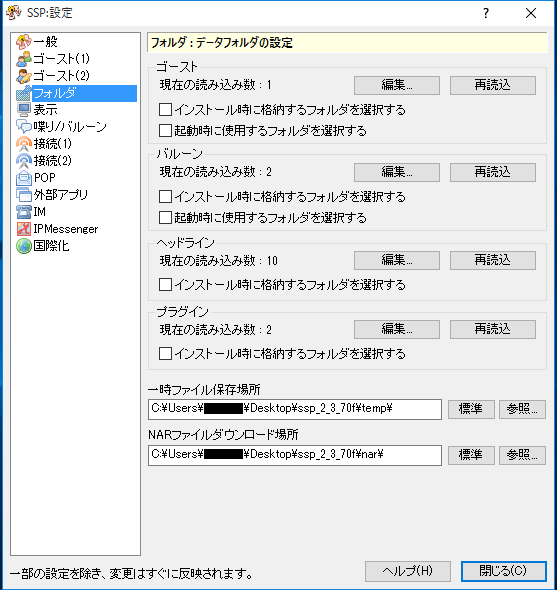 SSP:設定
?
一般
ゴースト(1)
ゴースト(2)
フォルダ
表示
喋り/バルーン
接続(1)
接続(2)
POP
外部アプリ
IM
IPMessenger
国際化
フォルダ : データフォルダの設定
ゴースト
現在の読み込み数 : 1
編集...
再読込
インストール時に格納するフォルダを選択する
起動時に使用するフォルダを選択する
バルーン
現在の読み込み数 : 2
編集...
再読込
インストール時に格納するフォルダを選択する
起動時に使用するフォルダを選択する
ヘッドライン
現在の読み込み数 : 10
編集...
再読込
インストール時に格納するフォルダを選択する
プラグイン
現在の読み込み数 : 2
編集...
再読込
インストール時に格納するフォルダを選択する
一時ファイル保存場所
C:¥Users¥ ¥Desktop¥ssp_2_3_70f¥temp¥
標準
参照...
NARファイルダウンロード場所
C:¥Users¥ ¥Desktop¥ssp_2_3_70f¥nar¥
標準
参照...
一部の設定を除き、変更はすぐに反映されます。
ヘルプ(H)
閉じる(C)